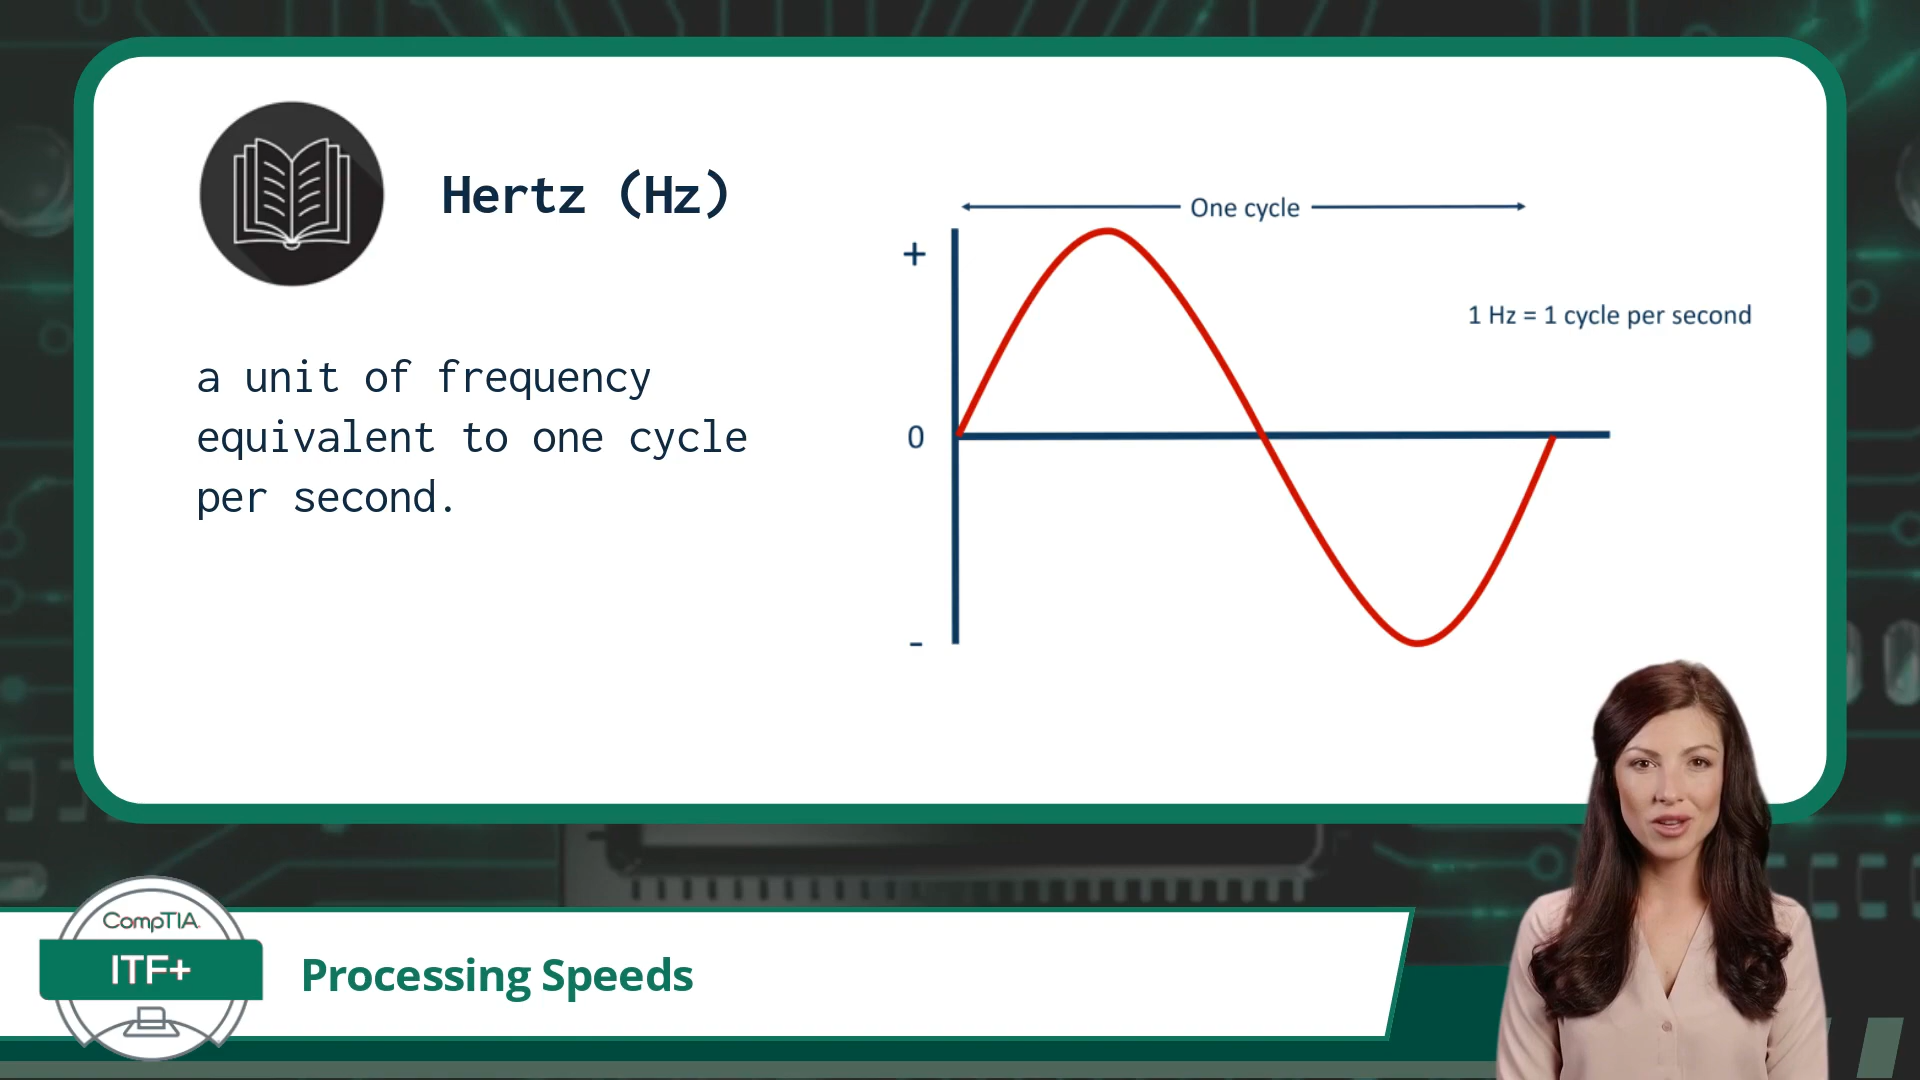 Hertz (Hz)
a unit of frequency
equivalent to one cycle
per second.
One cycle
+
1 Hz = 1 cycle per second
0
-
CompTIA
ITF+
Processing Speeds